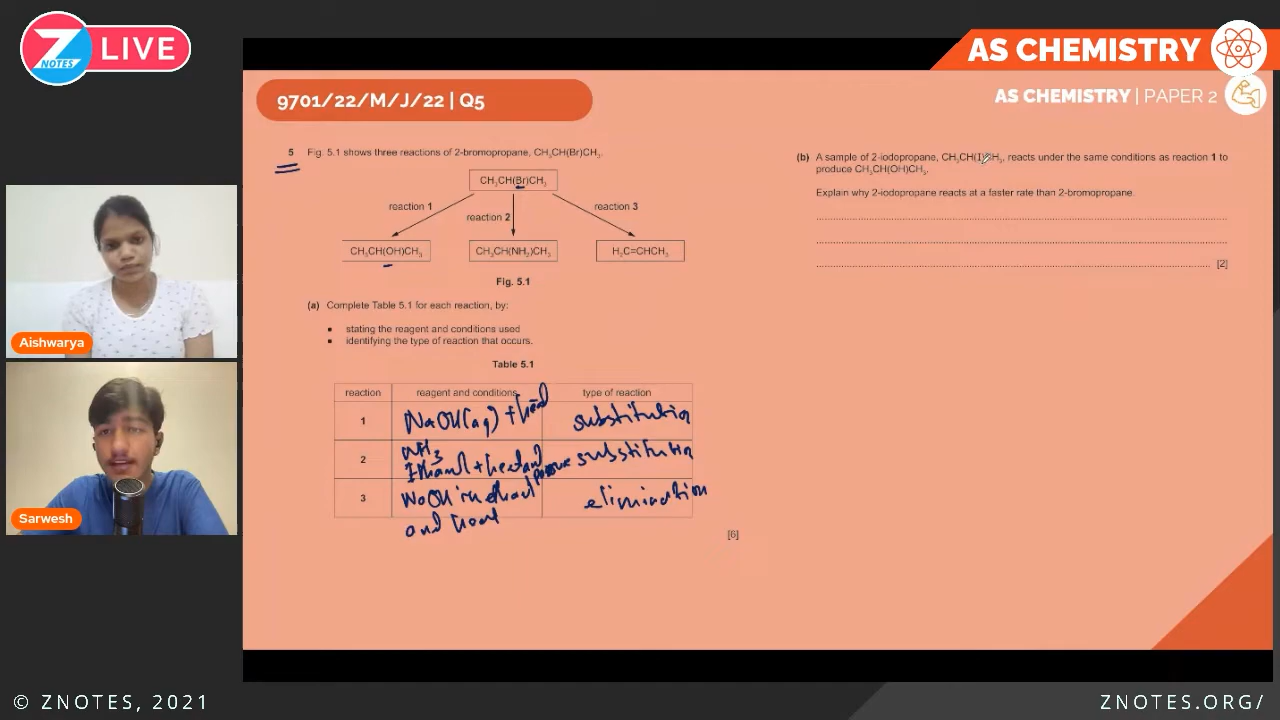 Z NOTES LIVE
AS CHEMISTRY
9701/22/M/J/22 | Q5
AS CHEMISTRY | PAPER 2
5 Fig. 5.1 shows three reactions of 2-bromopropane, CH₃CH(Br)CH₃.
CH₃CH(Br)CH₃
reaction 1
reaction 2
reaction 3
CH₃CH(OH)CH₃
CH₃CH(NH₂)CH₃
H₂C=CHCH₃
Fig. 5.1
(a) Complete Table 5.1 for each reaction, by:
▪ stating the reagent and conditions used
▪ identifying the type of reaction that occurs.
Table 5.1
reaction reagent and conditions type of reaction
1 NaOH(aq) + heat substitution
2 NH₃
+ heat and substitution
3 NaOH in elimination
and heat
[6]
(b) A sample of 2-iodopropane, CH₃CH(I)CH₃, reacts under the same conditions as reaction 1 to
produce CH₃CH(OH)CH₃.
Explain why 2-iodopropane reacts at a faster rate than 2-bromopropane.
[2]
Aishwarya
Sarwesh
© ZNOTES, 2021
ZNOTES.ORG/